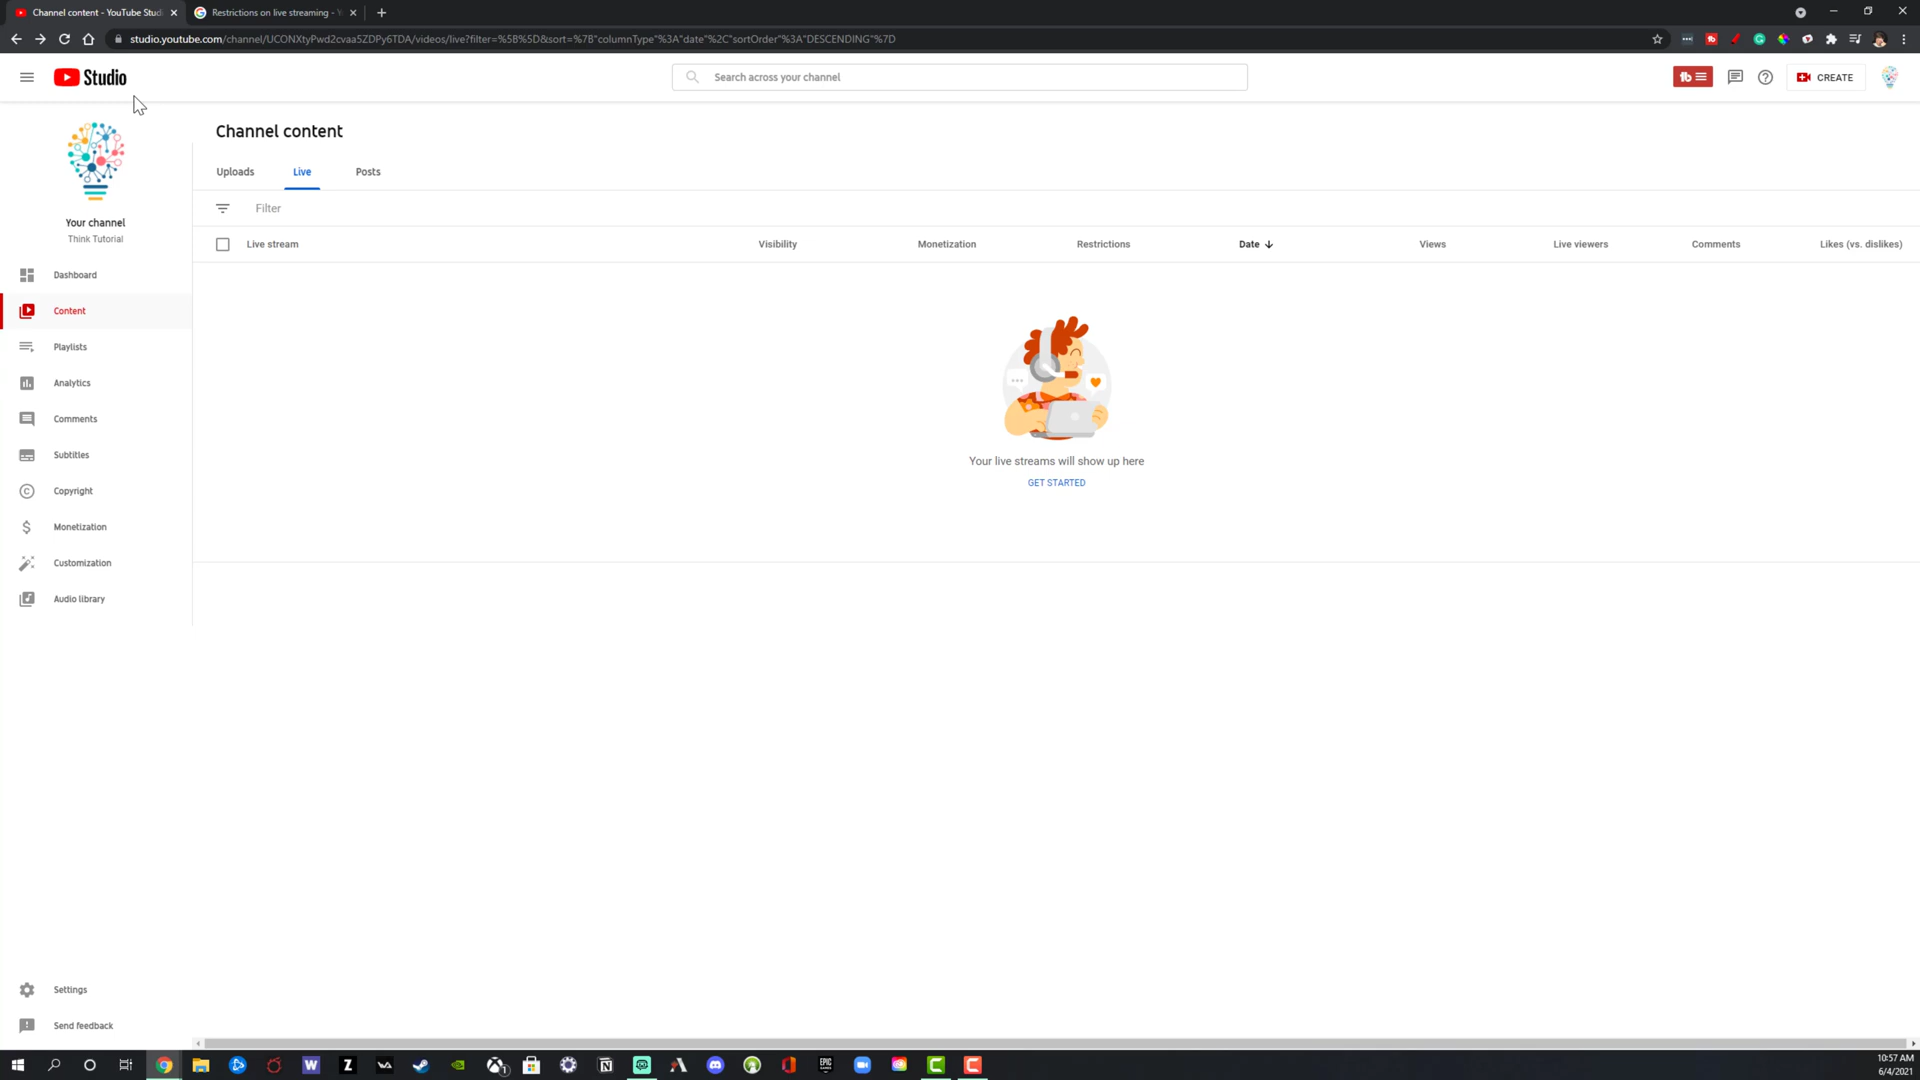 Channel content - YouTube Studi
Restrictions on live streaming - Y
studio.youtube.com/channel/UCONXtyPwd2cvaa5ZDPy6TDA/videos/live?filter=%5B%5D&sort=%7B"columnType"%3A"date"%2C"sortOrder"%3A"DESCENDING"%7D
Studio
Search across your channel
CREATE
Channel content
Uploads
Live
Posts
Your channel
Think Tutorial
Filter
Live stream
Visibility
Monetization
Restrictions
Date
Views
Live viewers
Comments
Likes (vs. dislikes)
Dashboard
Content
Playlists
Analytics
Comments
Subtitles
Copyright
Monetization
Customization
Audio library
Your live streams will show up here
GET STARTED
Settings
Send feedback
10:57 AM
6/4/2021